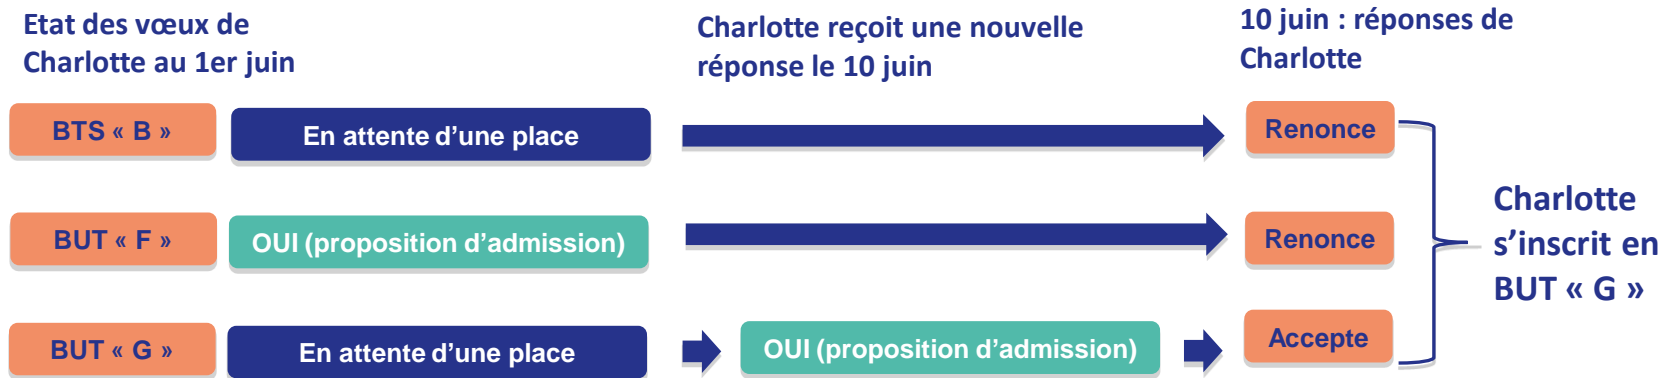 Etat des vœux de
Charlotte au 1er juin
Charlotte reçoit une nouvelle
réponse le 10 juin
10 juin : réponses de
Charlotte
BTS « B »
En attente d’une place
Renonce
BUT « F »
OUI (proposition d’admission)
Renonce
BUT « G »
En attente d’une place
OUI (proposition d’admission)
Accepte
Charlotte
s’inscrit en
BUT « G »